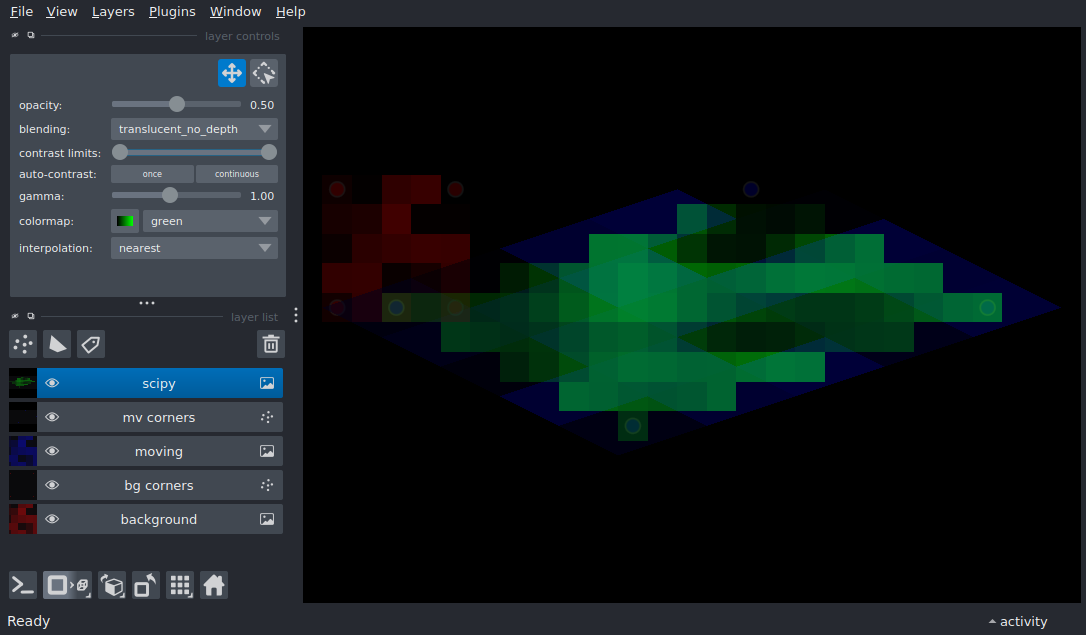 File View Layers Plugins Window Help
layer controls
opacity: 0.50
blending: translucent_no_depth
contrast limits:
auto-contrast: once continuous
gamma: 1.00
colormap: green
interpolation: nearest
layer list
scipy
mv corners
moving
bg corners
background
Ready activity